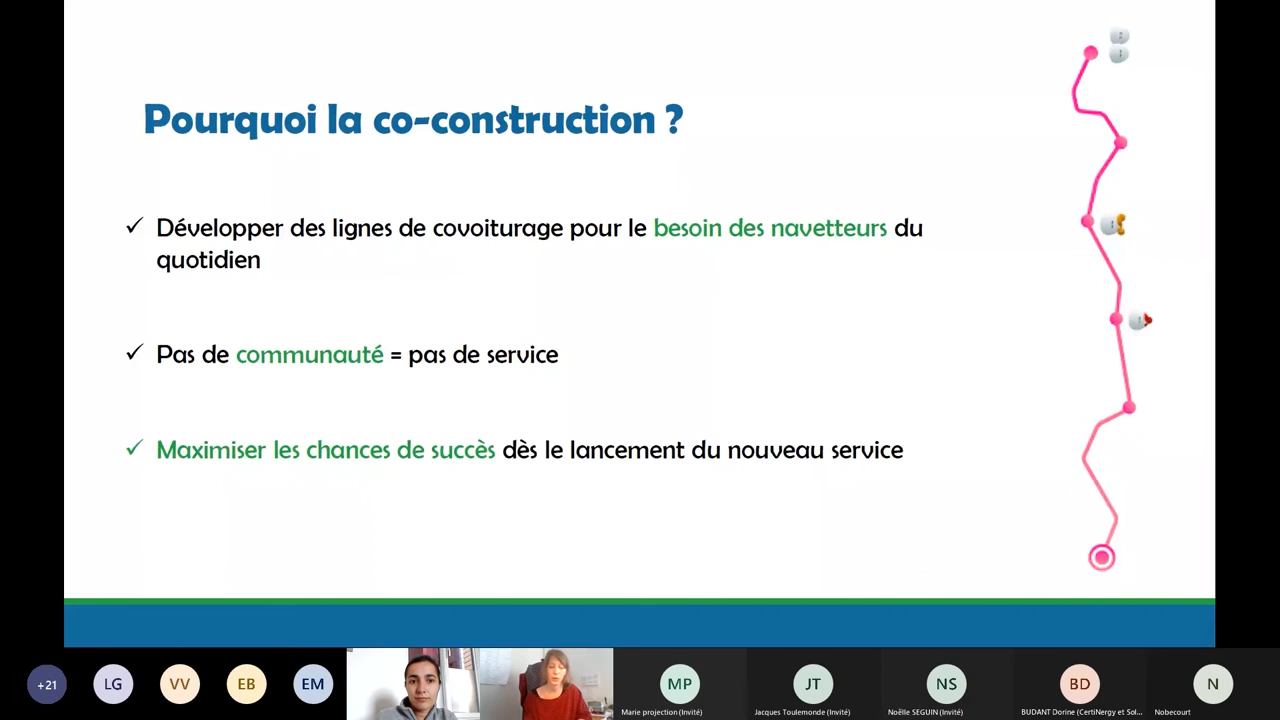 Pourquoi la co-construction ?
✓ Développer des lignes de covoiturage pour le besoin des navetteurs du
quotidien
✓ Pas de communauté = pas de service
✓ Maximiser les chances de succès dès le lancement du nouveau service
+21
LG
VV
EB
EM
MP
JT
NS
BD
N
Marie projection (Invité)
Jacques Toulemonde (Invité)
Noëlle SEGUIN (Invité)
BUDANT Dorine (CertiNergy et Sol...
Nobecourt